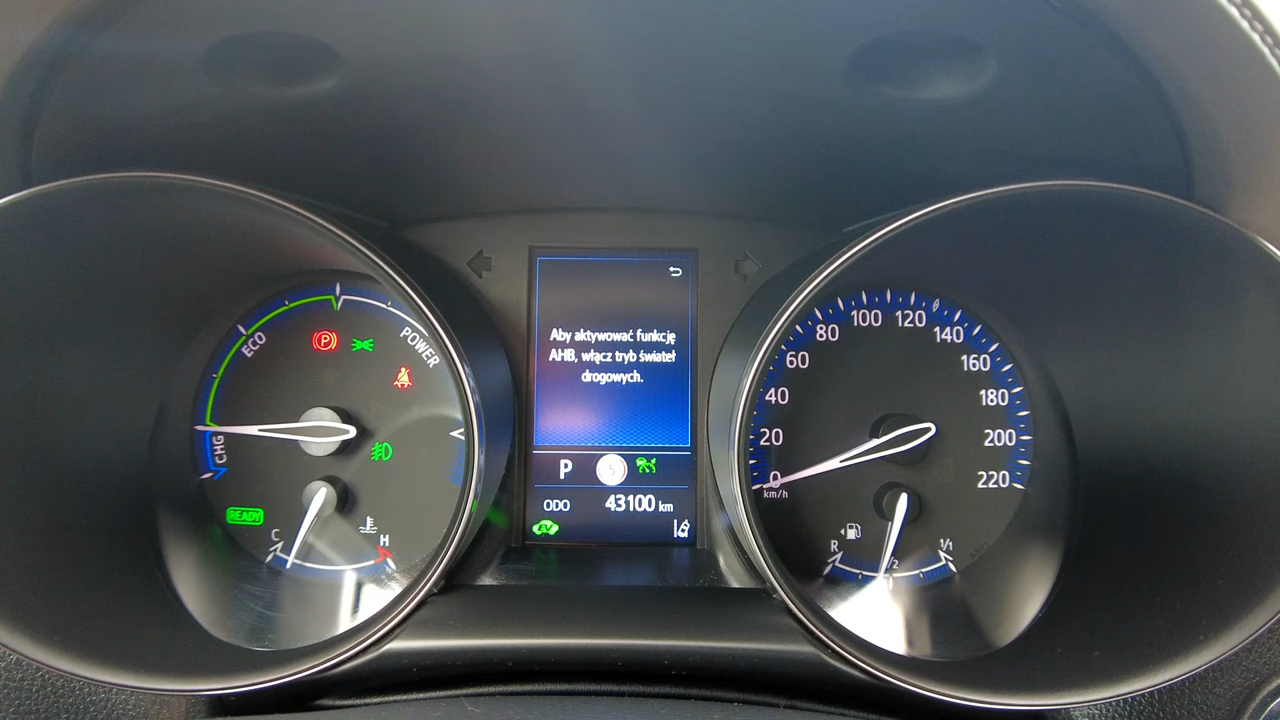 ECO
POWER
CHG
(P)
READY
C
H
Aby aktywować funkcję
AHB, włącz tryb świateł
drogowych.
P
5
ODO 43100 km
EV
0
20
40
60
80
100
120
140
160
180
200
220
km/h
R
1/2
1/1